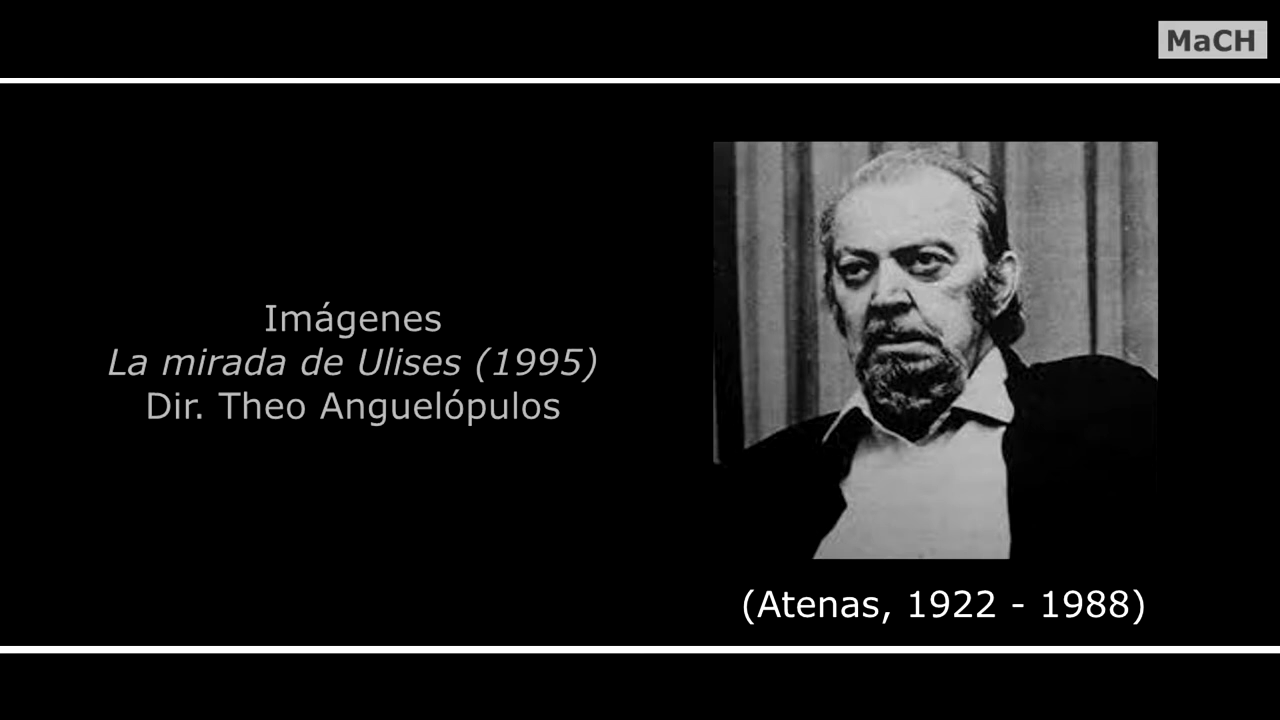 MaCH
Imágenes
La mirada de Ulises (1995)
Dir. Theo Anguelópulos
(Atenas, 1922 - 1988)